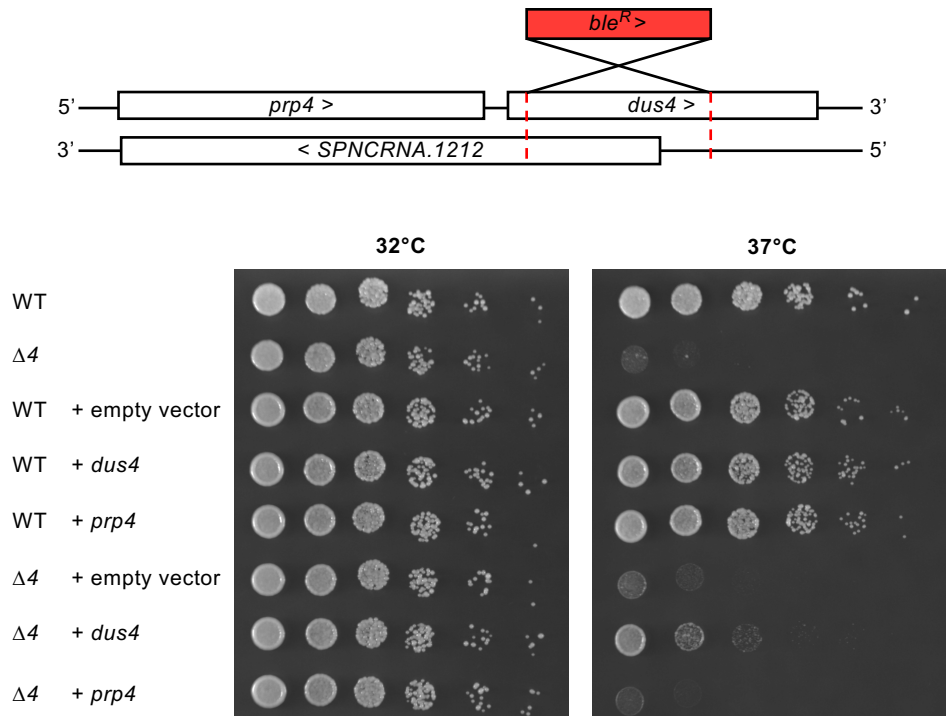 ble^R >
5’ prp4 > dus4 > 3’
3’ < SPNCRNA.1212 5’
32°C 37°C
WT
Δ4
WT + empty vector
WT + dus4
WT + prp4
Δ4 + empty vector
Δ4 + dus4
Δ4 + prp4